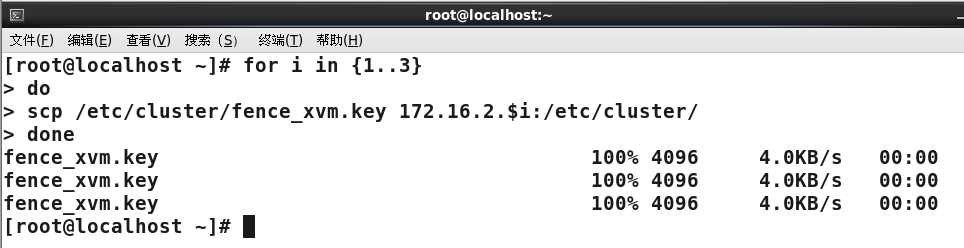 root@localhost:~
文件(F) 编辑(E) 查看(V) 搜索 (S) 终端(T) 帮助(H)
[root@localhost ~]# for i in {1..3}
> do
> scp /etc/cluster/fence_xvm.key 172.16.2.$i:/etc/cluster/
> done
fence_xvm.key 100% 4096 4.0KB/s 00:00
fence_xvm.key 100% 4096 4.0KB/s 00:00
fence_xvm.key 100% 4096 4.0KB/s 00:00
[root@localhost ~]#